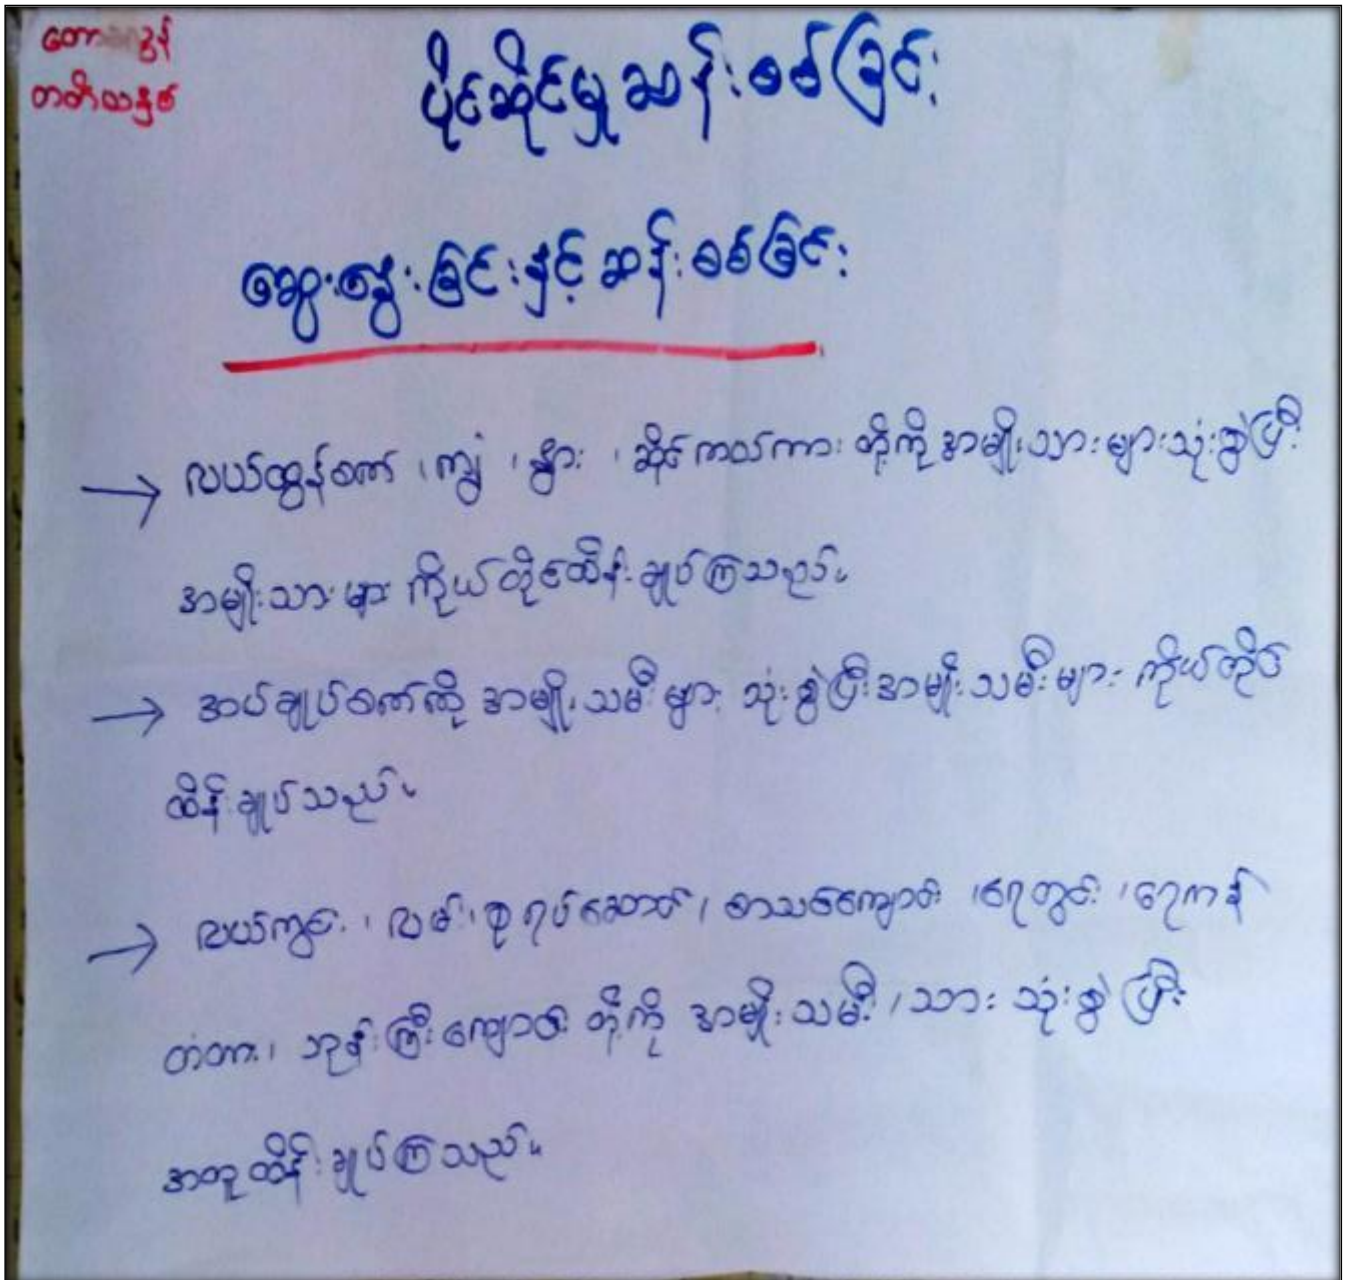 ပိုင်ဆိုင်မှုဆန်းစစ်ခြင်း
ဆွေးနွေးခြင်းနှင့်ဆန်းစစ်ခြင်း
→ လယ်ထွန်စက်၊ ကျွဲ၊ နွား၊ ဆိုင်ကယ်ကား တို့ကို အမျိုးသားများသုံးစွဲပြီး
အမျိုးသားများ ကိုယ်တိုင်ထိန်းချုပ်ကြသည်။
→ အပ်ချုပ်စက်ကို အမျိုးသမီးများ သုံးစွဲပြီးအမျိုးသမီးများ ကိုယ်တိုင်
ထိန်းချုပ်သည်။
→ လယ်ကွင်း၊ လမ်း၊ စုရပ်ဆောင်၊ စာသင်ကျောင်း၊ ရေတွင်း၊ ရေကန်
တံတား၊ ဘုန်းကြီးကျောင်း တို့ကို အမျိုးသမီး/သား သုံးစွဲပြီး
အတူထိန်းချုပ်ကြသည်။